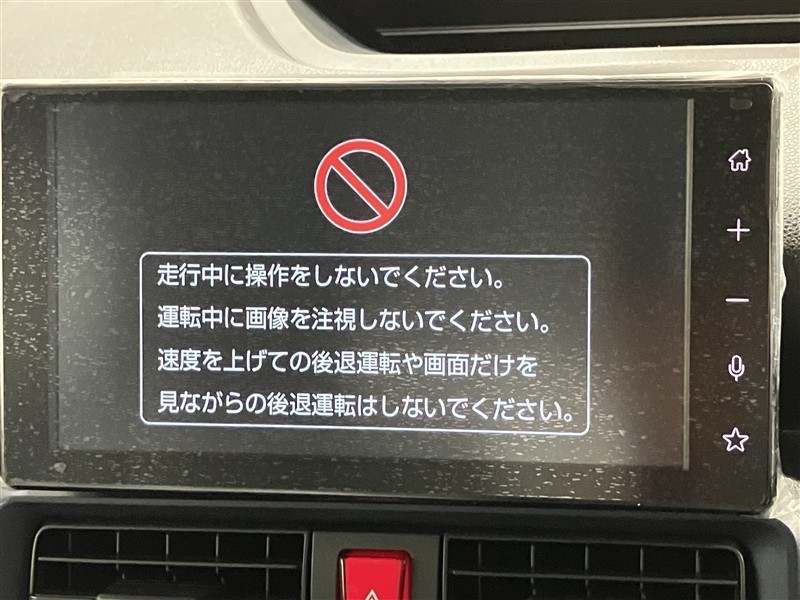 走行中に操作をしないでください。
運転中に画像を注視しないでください。
速度を上げての後退運転や画面だけを
見ながらの後退運転はしないでください。